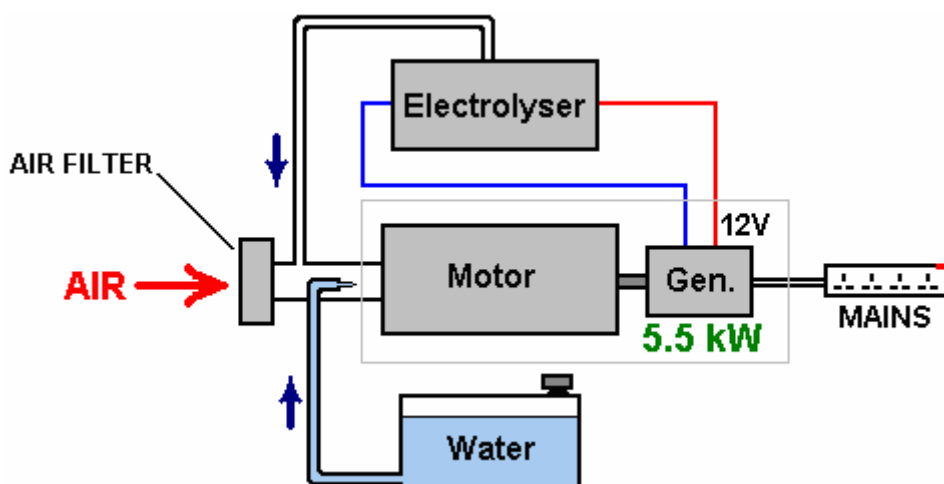 Electrolyser
AIR FILTER
12V
AIR
Motor
Gen.
MAINS
5.5 kW
Water